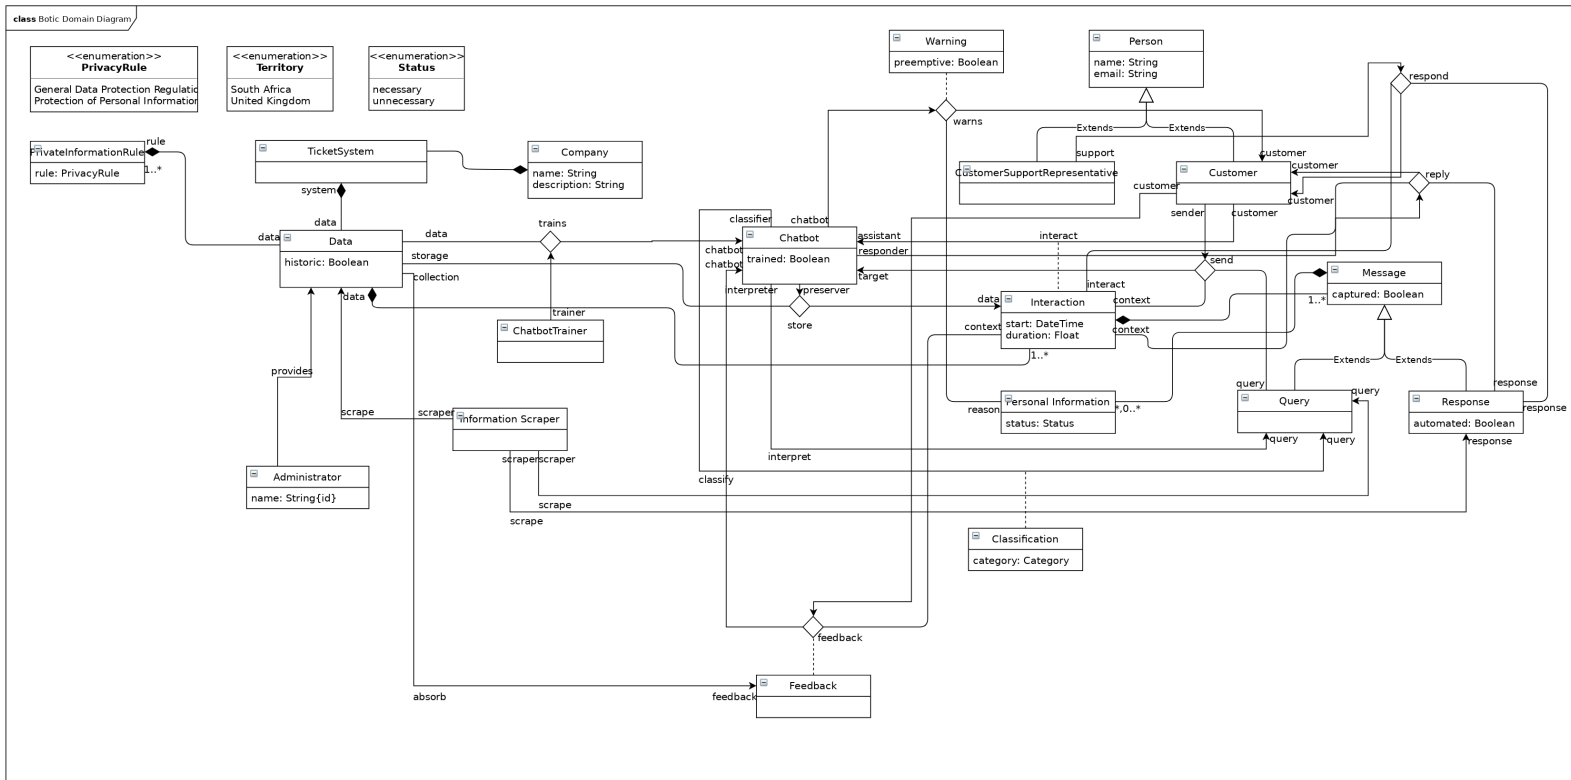 class Botic Domain Diagram
<<enumeration>>
PrivacyRule
General Data Protection Regulatic
Protection of Personal Information
<<enumeration>>
Territory
South Africa
United Kingdom
<<enumeration>>
Status
necessary
unnecessary
Warning
preemptive: Boolean
Person
name: String
email: String
respond
warns
Extends
Extends
support
customer
PrivateInformationRule
rule: PrivacyRule
rule
1..*
TicketSystem
system
Company
name: String
description: String
CustomerSupportRepresentative
Customer
customer
customer
customer
customer
sender
reply
data
data
Data
historic: Boolean
data
storage
collection
data
trains
classifier
chatbot
Chatbot
trained: Boolean
chatbot
chatbot
interpreter
preserver
assistant
responder
target
interact
send
interact
Message
captured: Boolean
1..*
store
data
Interaction
start: DateTime
duration: Float
context
context
context
1..*
trainer
ChatbotTrainer
Extends
Extends
provides
scrape
scraper
Information Scraper
scraper
scraper
reason
Personal Information
status: Status
*,0..*
query
Query
query
query
query
response
Response
automated: Boolean
response
response
interpret
classify
scrape
scrape
Administrator
name: String{id}
Classification
category: Category
feedback
absorb
feedback
Feedback